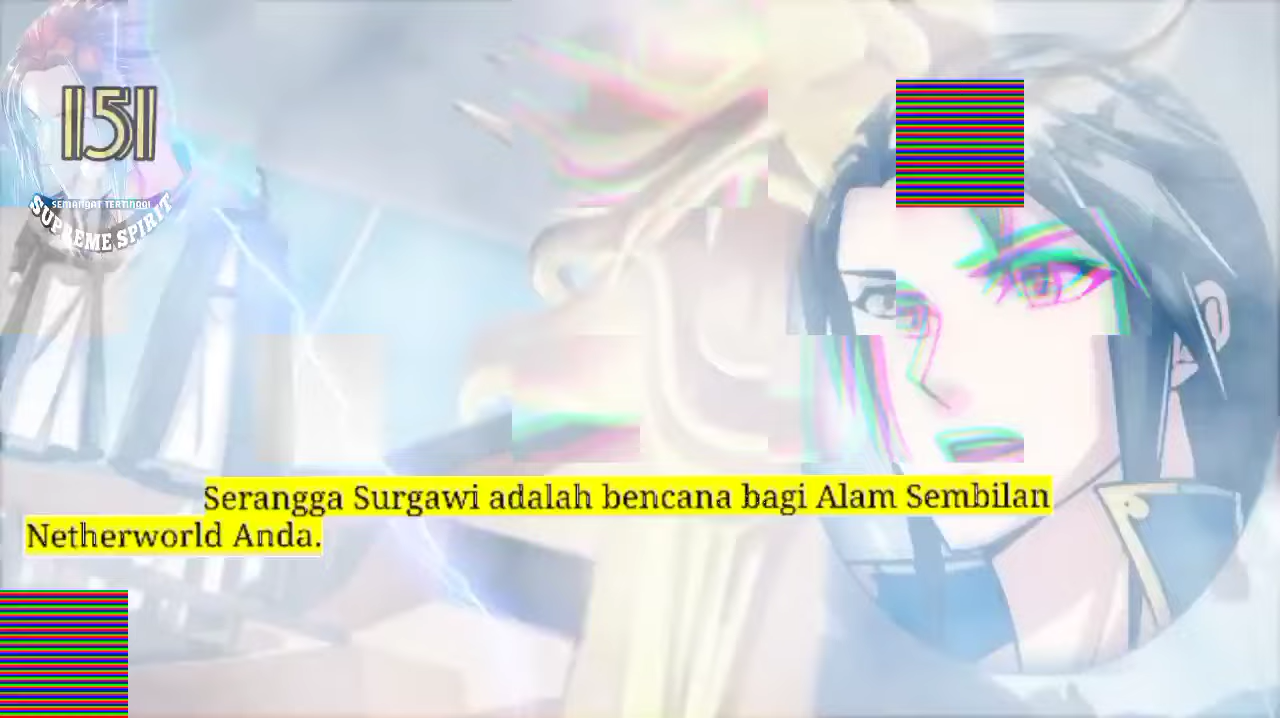 151
SEMANGAT TERTINGGI
SUPREME SPIRIT
Serangga Surgawi adalah bencana bagi Alam Sembilan
Netherworld Anda.